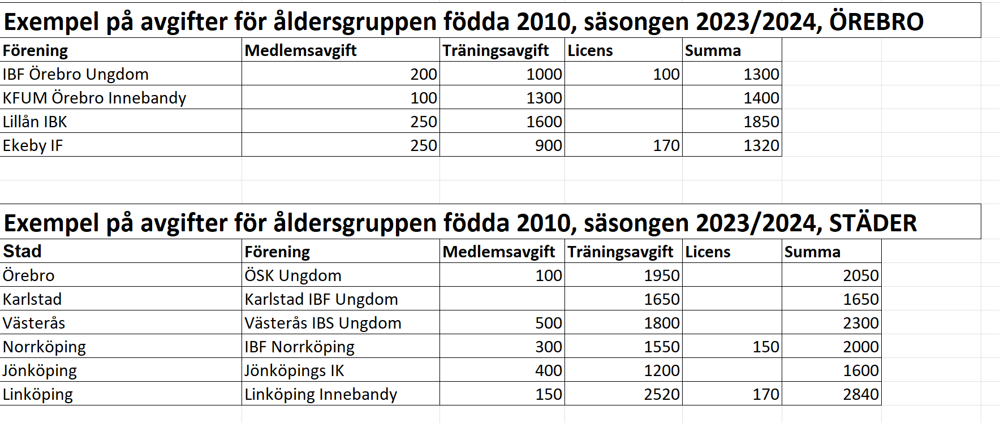 Exempel på avgifter för åldersgruppen födda 2010, säsongen 2023/2024, ÖREBRO
Förening Medlemsavgift Träningsavgift Licens Summa
IBF Örebro Ungdom 200 1000 100 1300
KFUM Örebro Innebandy 100 1300 1400
Lillån IBK 250 1600 1850
Ekeby IF 250 900 170 1320
Exempel på avgifter för åldersgruppen födda 2010, säsongen 2023/2024, STÄDER
Stad Förening Medlemsavgift Träningsavgift Licens Summa
Örebro ÖSK Ungdom 100 1950 2050
Karlstad Karlstad IBF Ungdom 1650 1650
Västerås Västerås IBS Ungdom 500 1800 2300
Norrköping IBF Norrköping 300 1550 150 2000
Jönköping Jönköpings IK 400 1200 1600
Linköping Linköping Innebandy 150 2520 170 2840